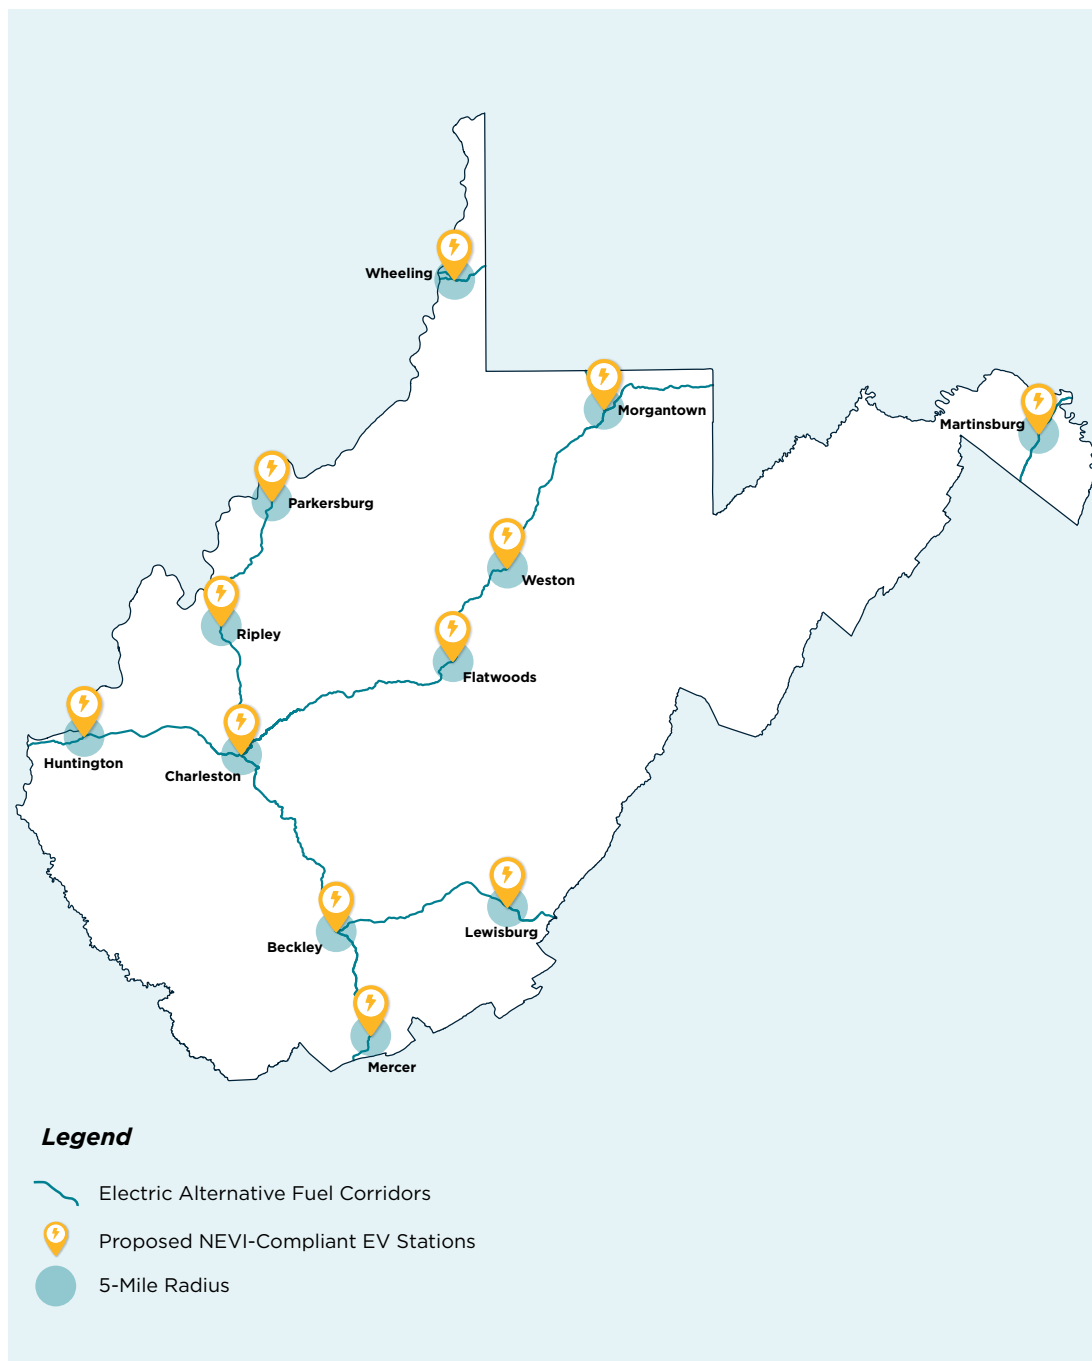 Wheeling
Morgantown
Martinsburg
Parkersburg
Weston
Ripley
Flatwoods
Huntington
Charleston
Lewisburg
Beckley
Mercer
Legend
Electric Alternative Fuel Corridors
Proposed NEVI-Compliant EV Stations
5-Mile Radius